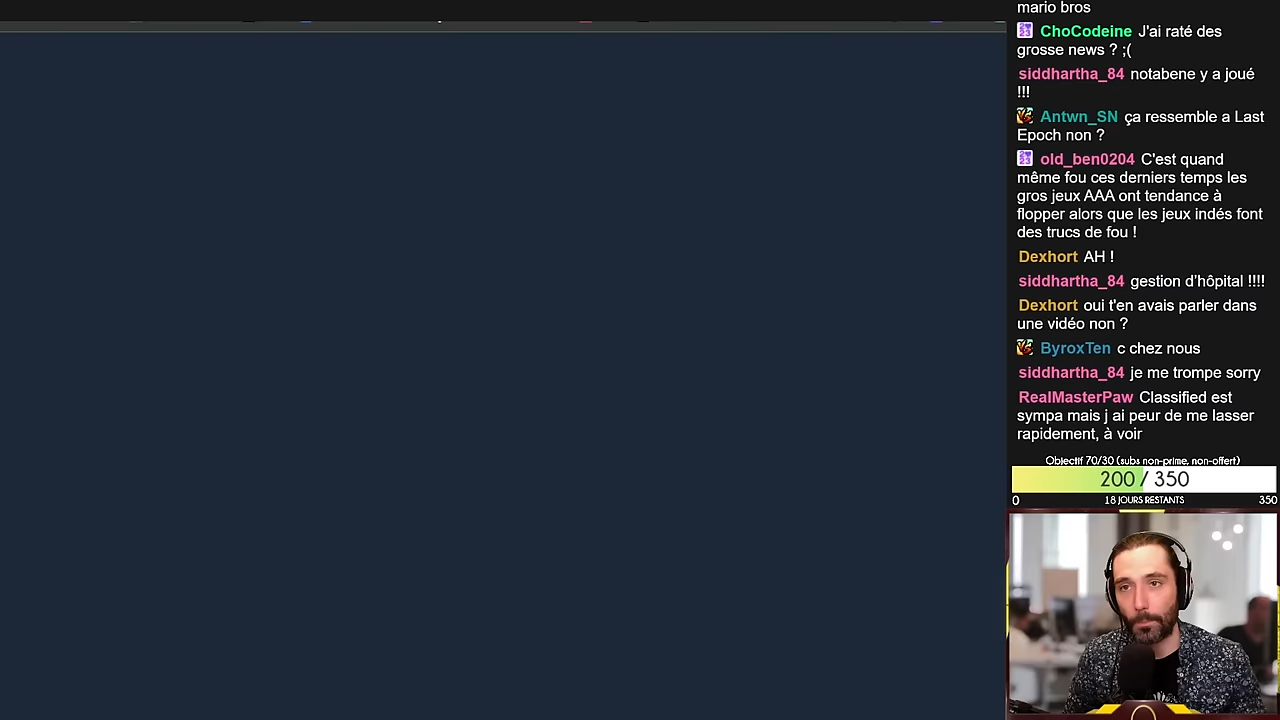 mario bros
ChoCodeine J'ai raté des
grosse news ? ;(
siddhartha_84 notabene y a joué
!!!
Antwn_SN ça ressemble a Last
Epoch non ?
old_ben0204 C'est quand
même fou ces derniers temps les
gros jeux AAA ont tendance à
flopper alors que les jeux indés font
des trucs de fou !
Dexhort AH !
siddhartha_84 gestion d'hôpital !!!!
Dexhort oui t'en avais parler dans
une vidéo non ?
ByroxTen c chez nous
siddhartha_84 je me trompe sorry
RealMasterPaw Classified est
sympa mais j ai peur de me lasser
rapidement, à voir
Objectif 70/30 (subs non-prime, non-offert)
200 / 350
0 18 JOURS RESTANTS 350